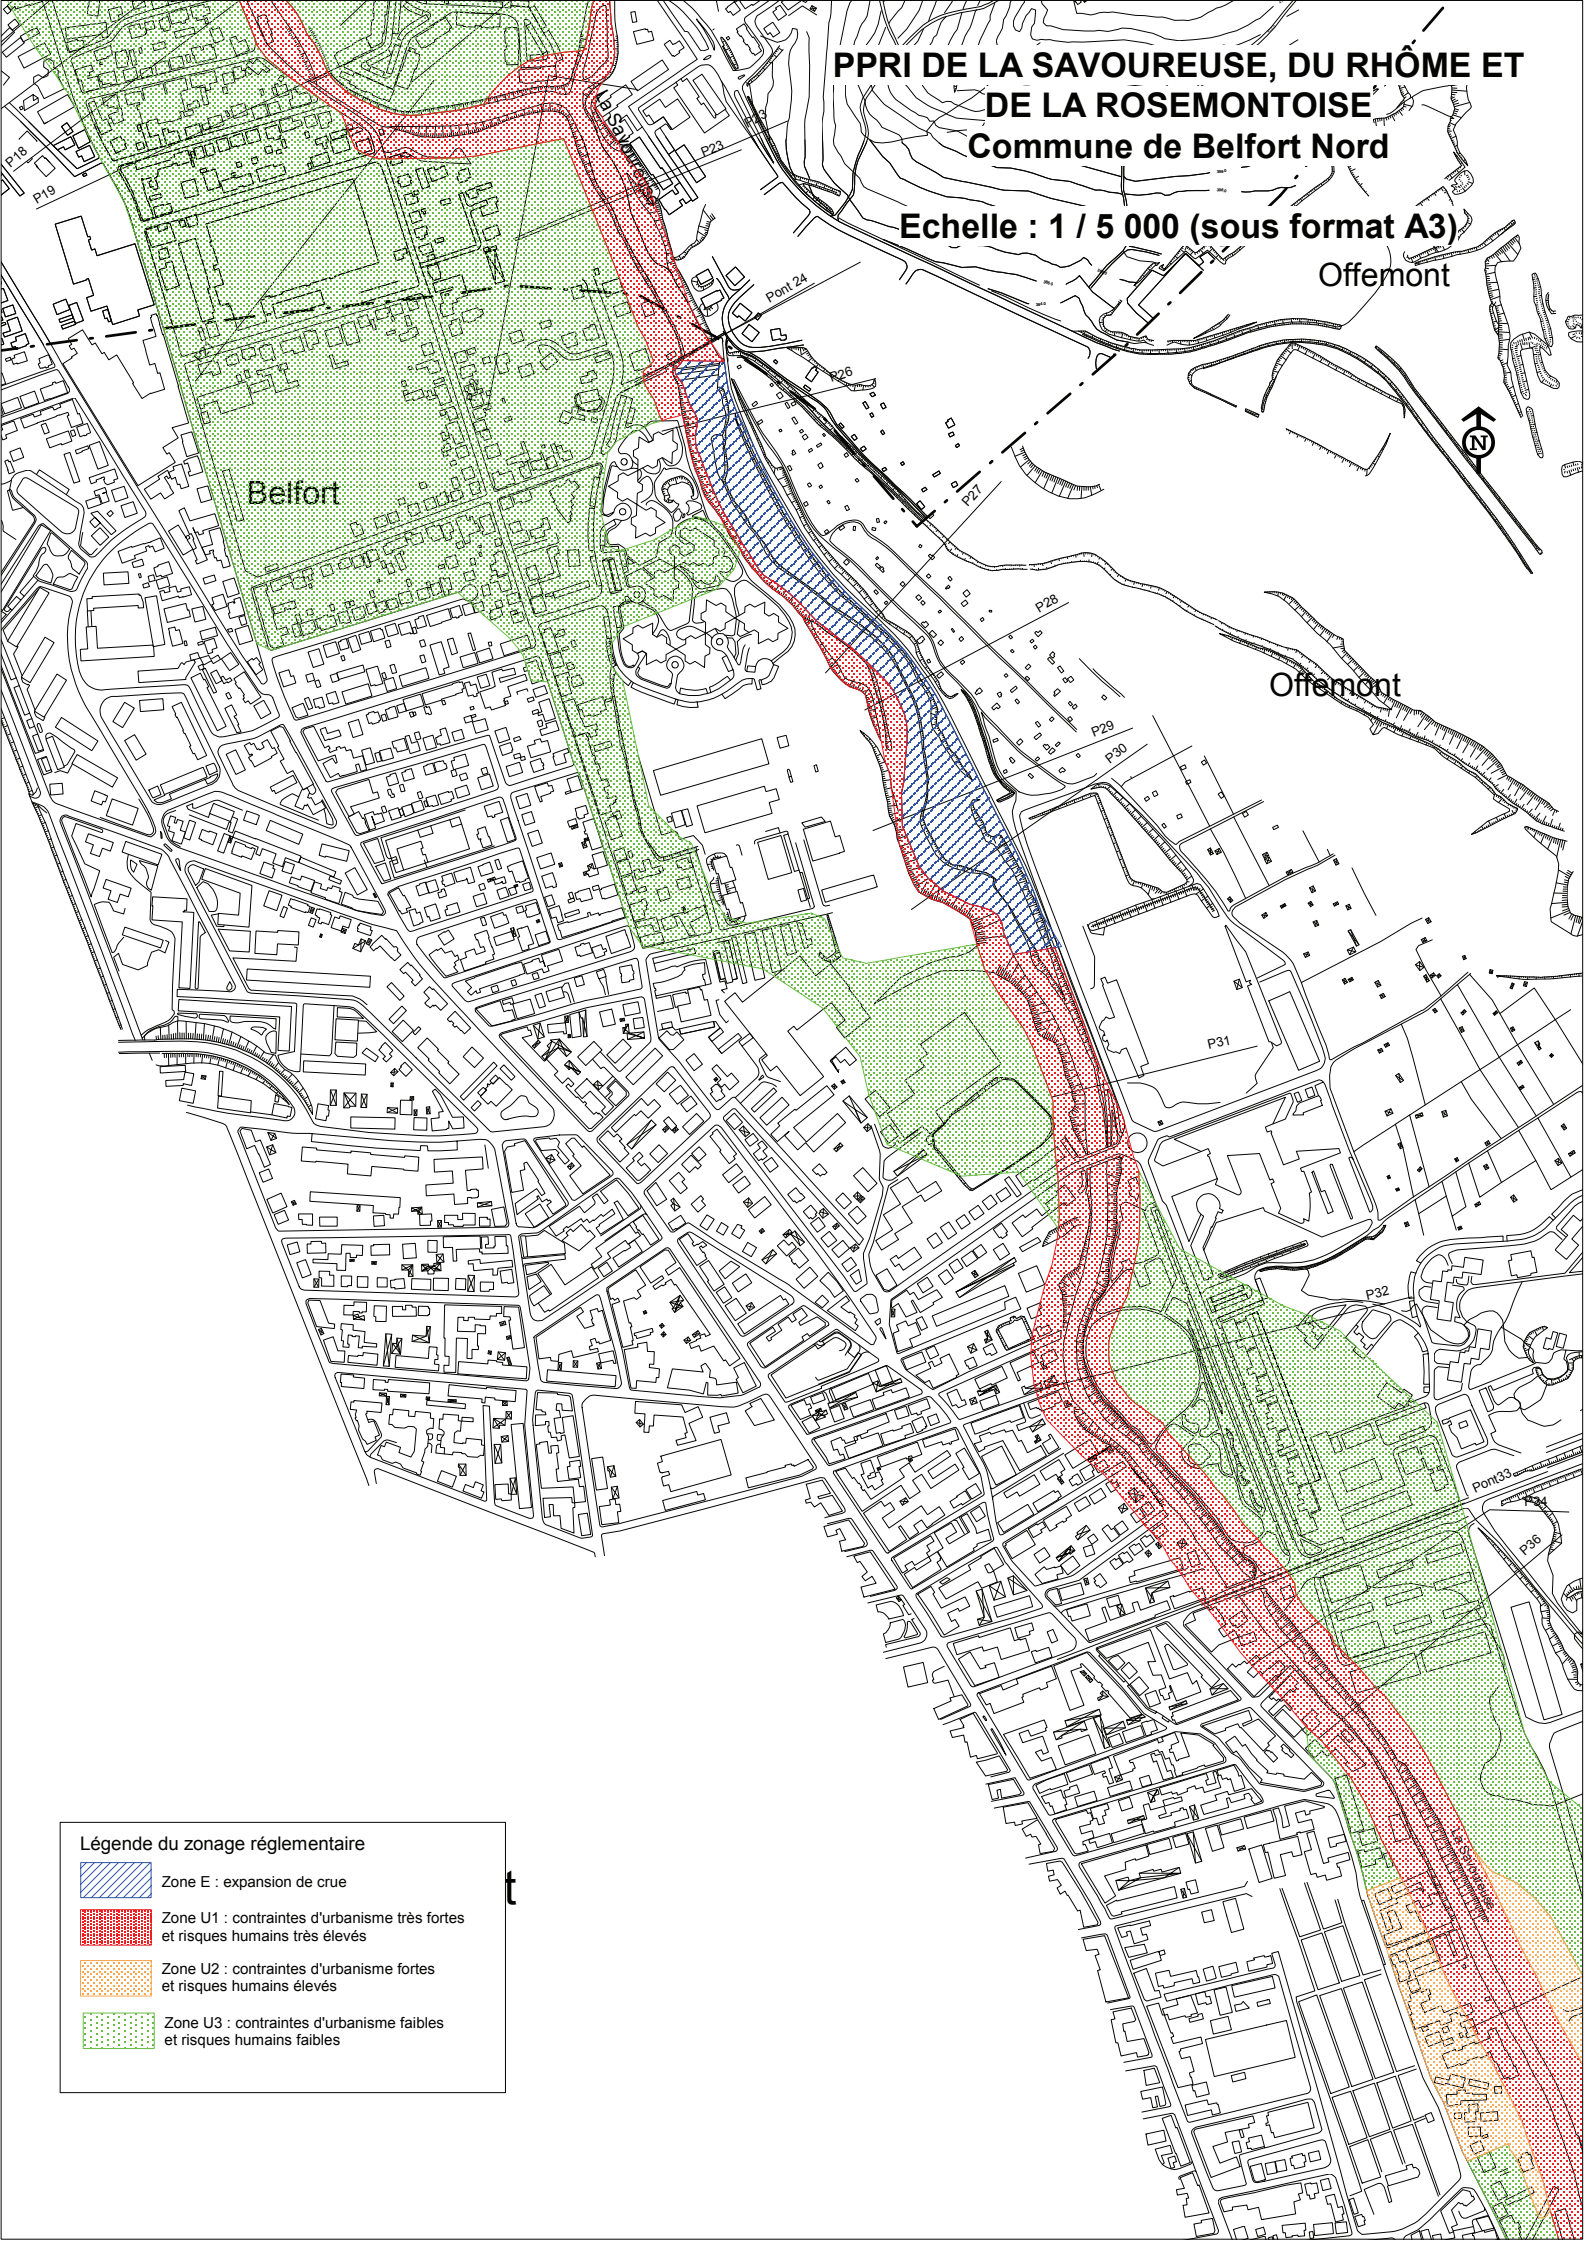 PPRI DE LA SAVOUREUSE, DU RHÔME ET
DE LA ROSEMONTOISE
Commune de Belfort Nord
Echelle : 1 / 5 000 (sous format A3)
Offemont
La Savoureuse
P18
P19
P23
Pont 24
P26
N
Belfort
P27
P28
Offemont
P29
P30
P31
P32
Pont33
P34
P36
La Savoureuse
Légende du zonage réglementaire
Zone E : expansion de crue
t
Zone U1 : contraintes d'urbanisme très fortes
et risques humains très élevés
Zone U2 : contraintes d'urbanisme fortes
et risques humains élevés
Zone U3 : contraintes d'urbanisme faibles
et risques humains faibles